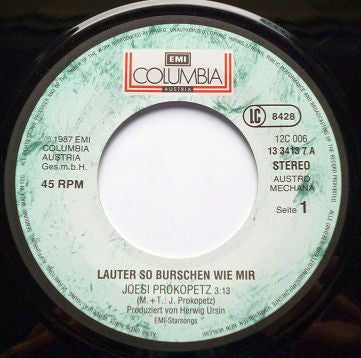 EMI
COLUMBIA
AUSTRIA
LC 8428
℗ 1987 EMI
COLUMBIA
AUSTRIA
Ges.m.b.H.
45 RPM
12C 006
13 3413 7 A
STEREO
AUSTRO
MECHANA
Seite 1
LAUTER SO BURSCHEN WIE MIR
JOESI PROKOPETZ 3:13
(M.+T.: J. Prokopetz)
Produziert von Herwig Ursin
EMI-Starsongs